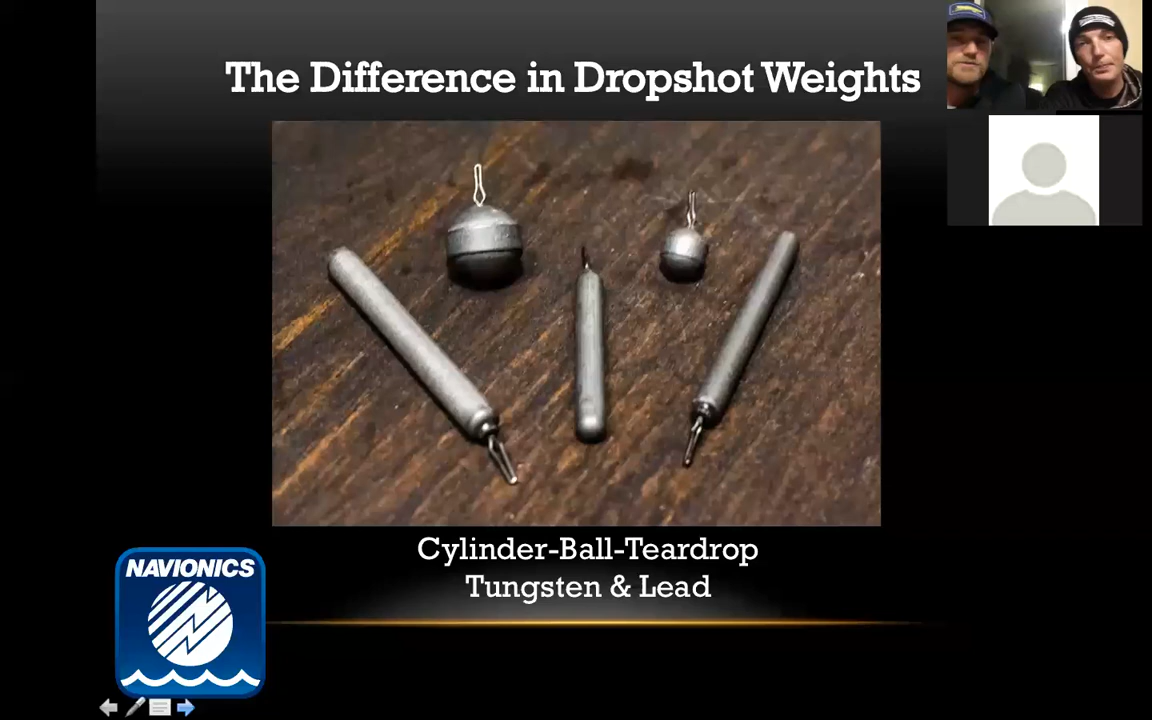 The Difference in Dropshot Weights
Cylinder-Ball-Teardrop
Tungsten & Lead
NAVIONICS